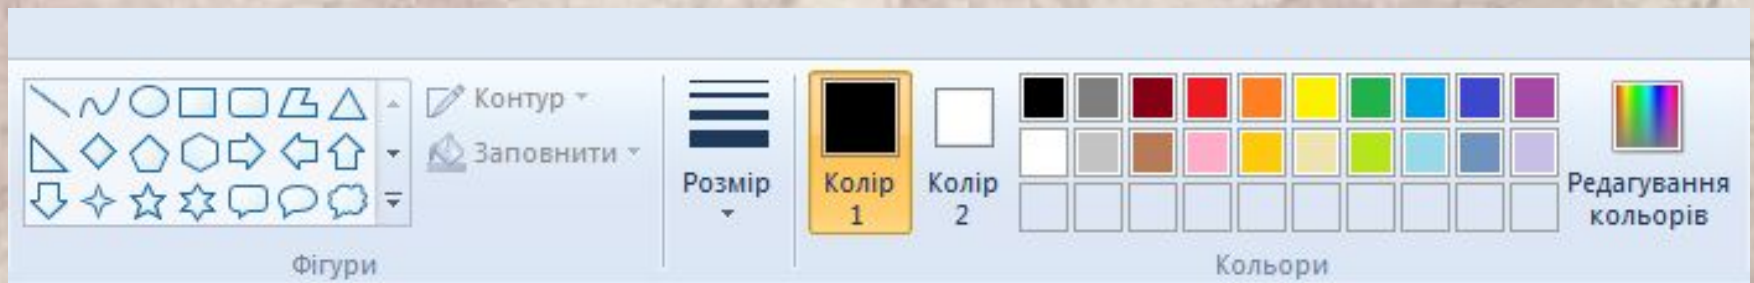 Контур
Заповнити
Фігури
Розмір
Колір
1
Колір
2
Редагування
кольорів
Кольори